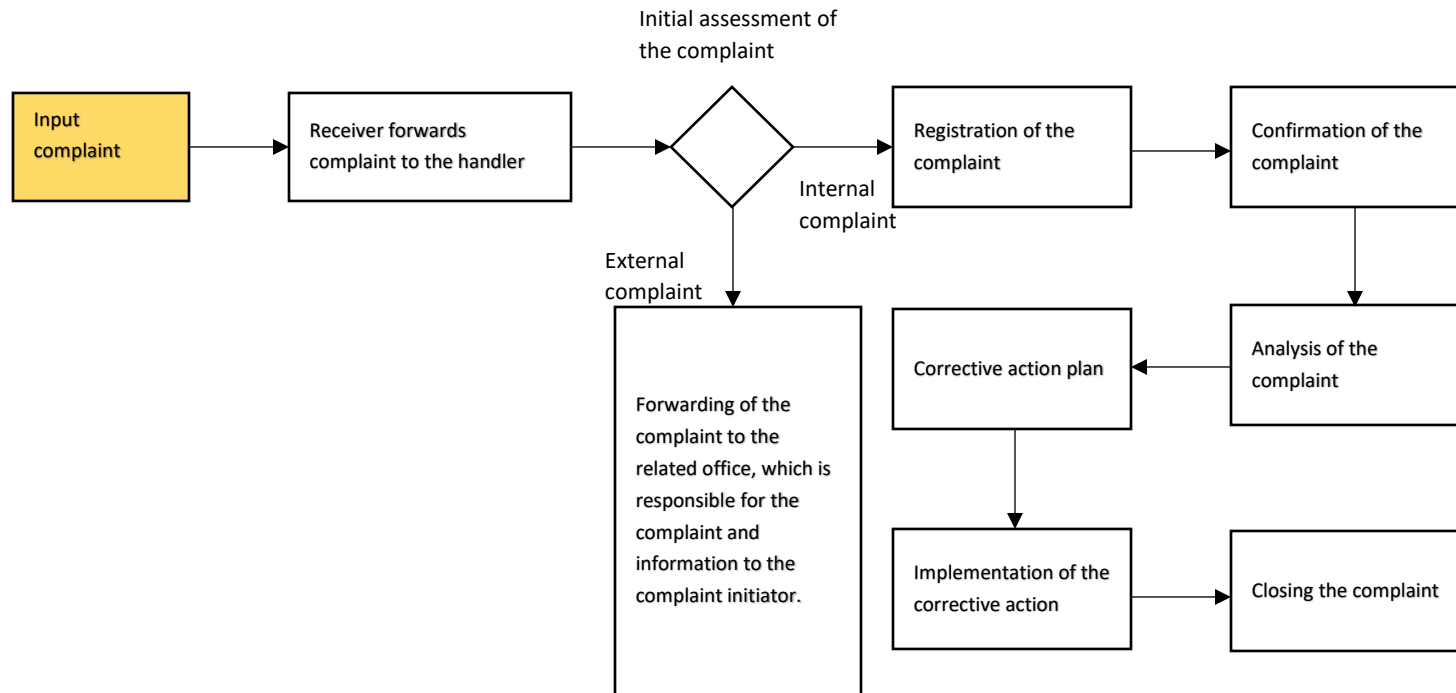 Initial assessment of
the complaint
Input
complaint
Receiver forwards
complaint to the handler
Registration of the
complaint
Confirmation of the
complaint
Internal
complaint
External
complaint
Forwarding of the
complaint to the
related office, which is
responsible for the
complaint and
information to the
complaint initiator.
Corrective action plan
Analysis of the
complaint
Implementation of the
corrective action
Closing the complaint